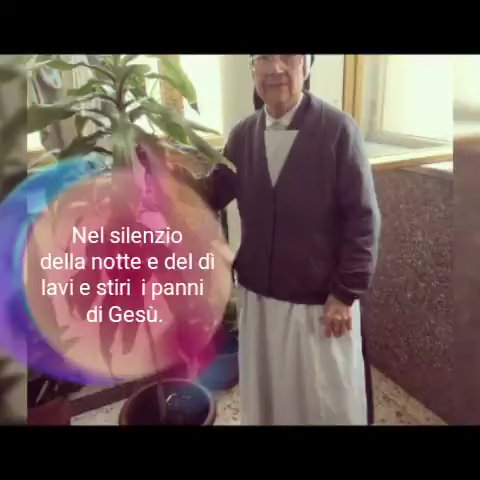 Nel silenzio
della notte e del dì
lavi e stiri i panni
di Gesù.